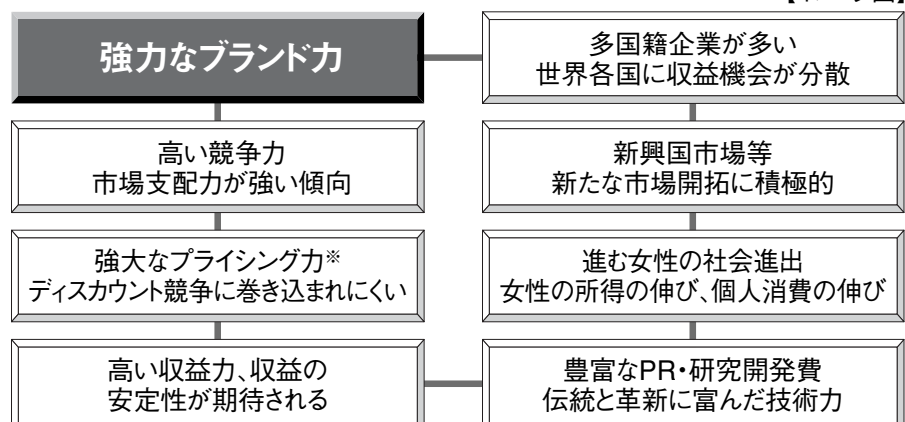 強力なブランド力
多国籍企業が多い
世界各国に収益機会が分散
高い競争力
市場支配力が強い傾向
新興国市場等
新たな市場開拓に積極的
強大なプライシング力※
ディスカウント競争に巻き込まれにくい
進む女性の社会進出
女性の所得の伸び、個人消費の伸び
高い収益力、収益の
安定性が期待される
豊富なPR・研究開発費
伝統と革新に富んだ技術力